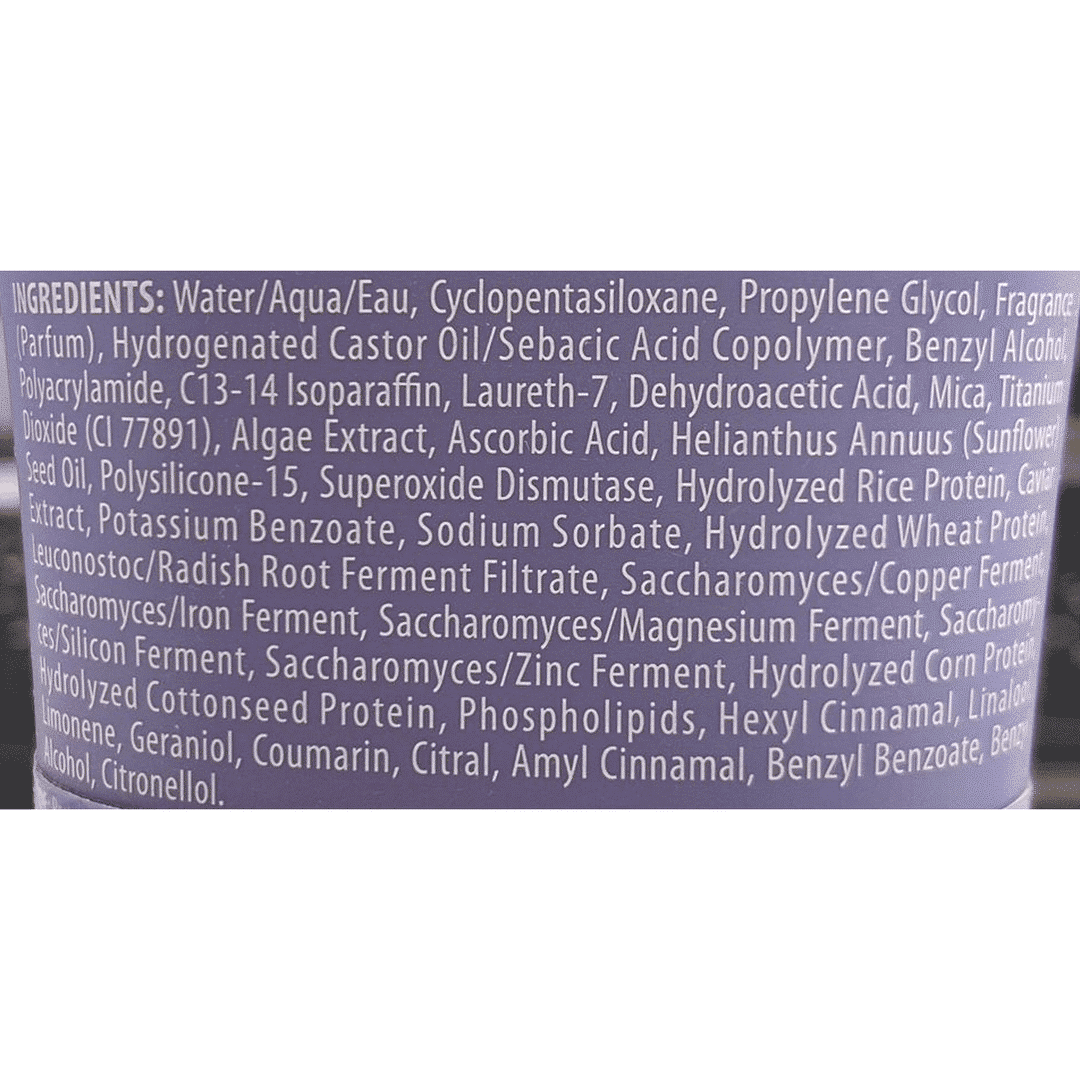 INGREDIENTS: Water/Aqua/Eau, Cyclopentasiloxane, Propylene Glycol, Fragrance
(Parfum), Hydrogenated Castor Oil/Sebacic Acid Copolymer, Benzyl Alcohol,
Polyacrylamide, C13-14 Isoparaffin, Laureth-7, Dehydroacetic Acid, Mica, Titanium
Dioxide (CI 77891), Algae Extract, Ascorbic Acid, Helianthus Annuus (Sunflower)
Seed Oil, Polysilicone-15, Superoxide Dismutase, Hydrolyzed Rice Protein, Caviar
Extract, Potassium Benzoate, Sodium Sorbate, Hydrolyzed Wheat Protein,
Leuconostoc/Radish Root Ferment Filtrate, Saccharomyces/Copper Ferment,
Saccharomyces/Iron Ferment, Saccharomyces/Magnesium Ferment, Saccharomy-
ces/Silicon Ferment, Saccharomyces/Zinc Ferment, Hydrolyzed Corn Protein,
Hydrolyzed Cottonseed Protein, Phospholipids, Hexyl Cinnamal, Linalool,
Limonene, Geraniol, Coumarin, Citral, Amyl Cinnamal, Benzyl Benzoate, Benzyl
Alcohol, Citronellol.